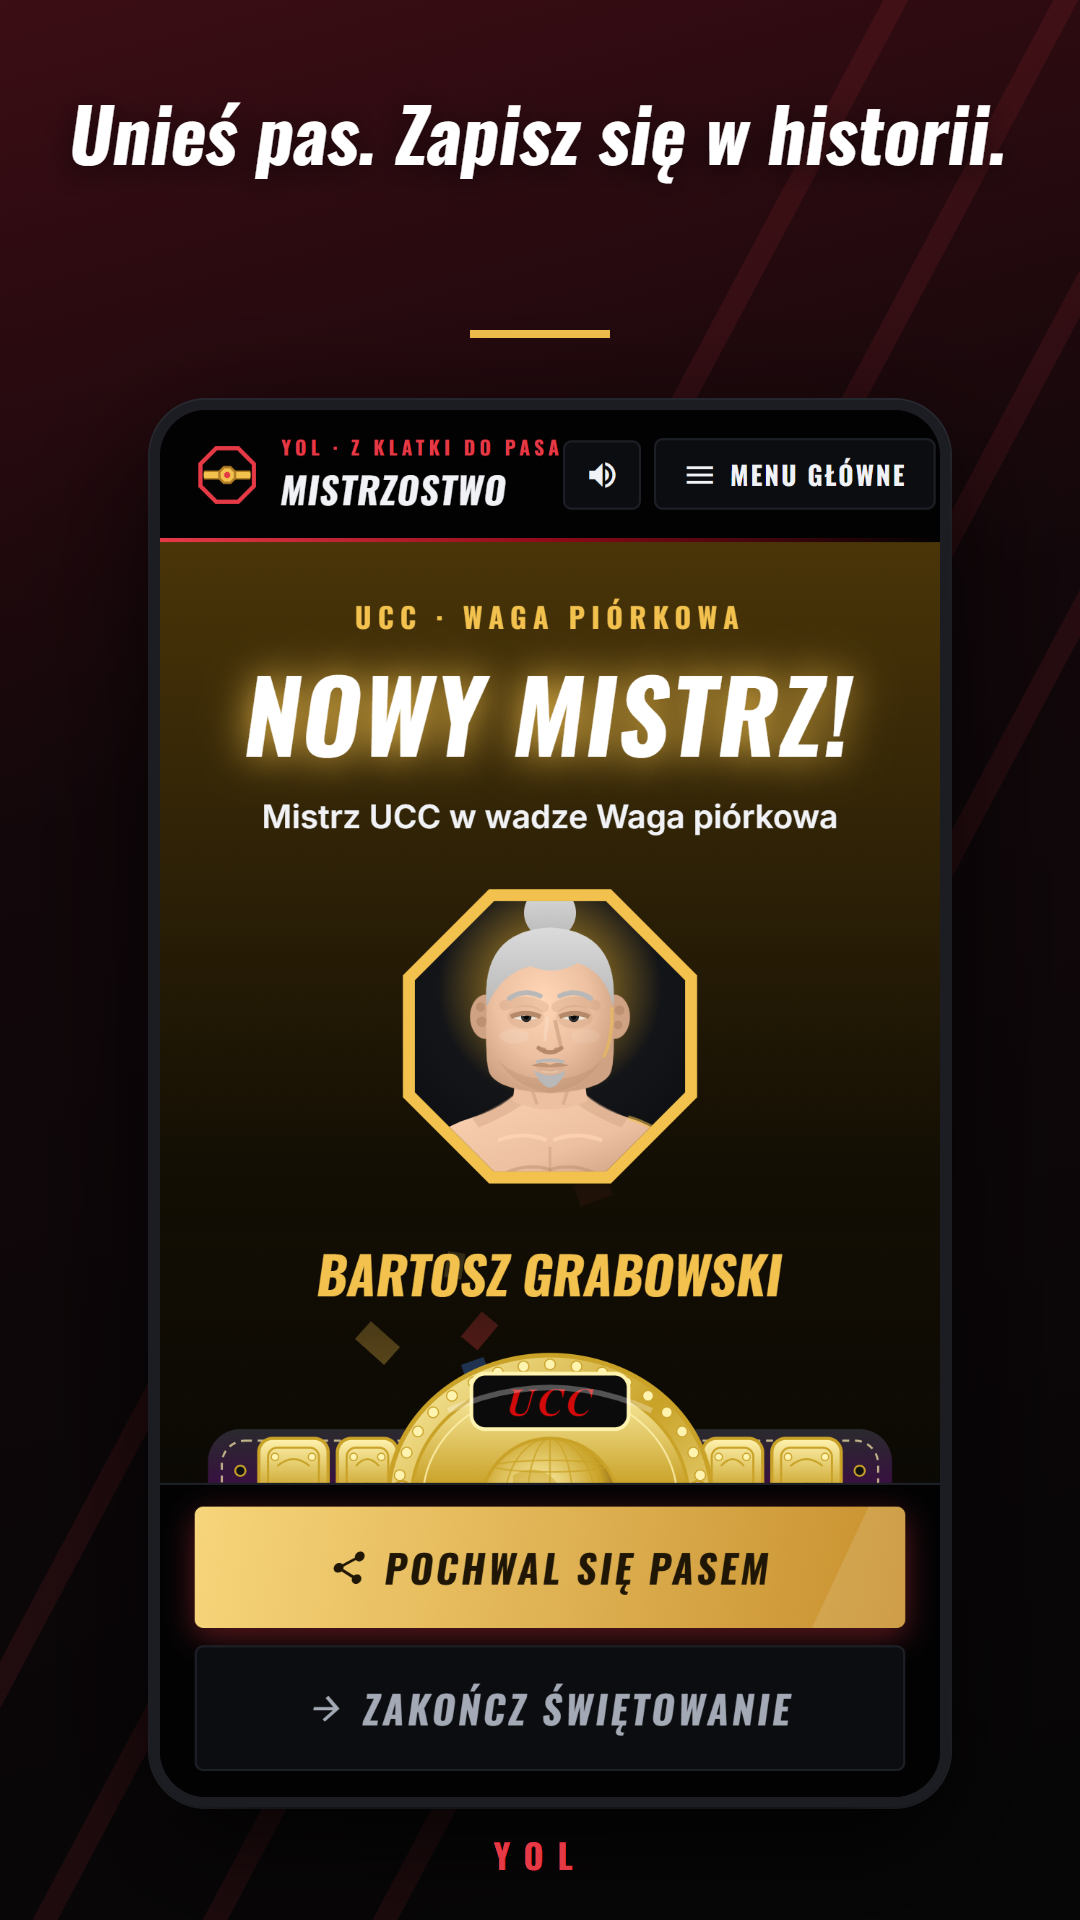 Unieś pas. Zapisz się w historii.
YOL · Z KLATKI DO PASA
MISTRZOSTWO
MENU GŁÓWNE
UCC · WAGA PIÓRKOWA
NOWY MISTRZ!
Mistrz UCC w wadze Waga piórkowa
BARTOSZ GRABOWSKI
UCC
POCHWAL SIĘ PASEM
ZAKOŃCZ ŚWIĘTOWANIE
YOL